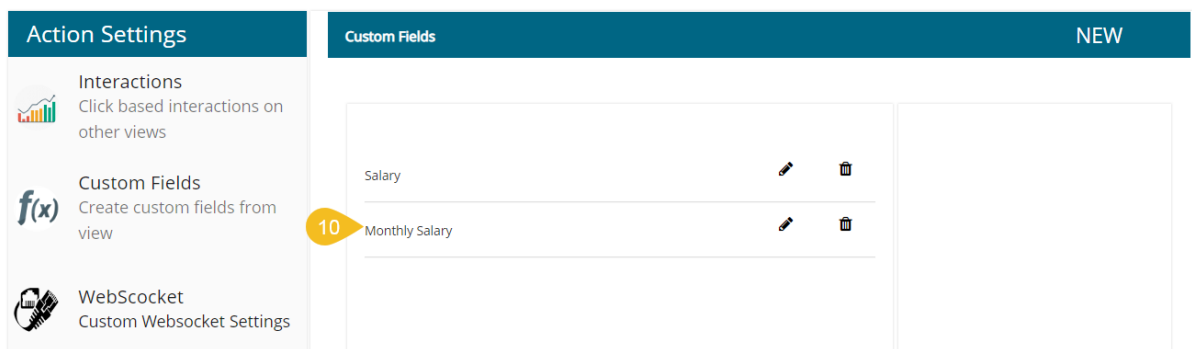 Action Settings
Interactions
Click based interactions on
other views
f(x)
Custom Fields
Create custom fields from
view
WebScocket
Custom Websocket Settings
Custom Fields
NEW
Salary
10
Monthly Salary